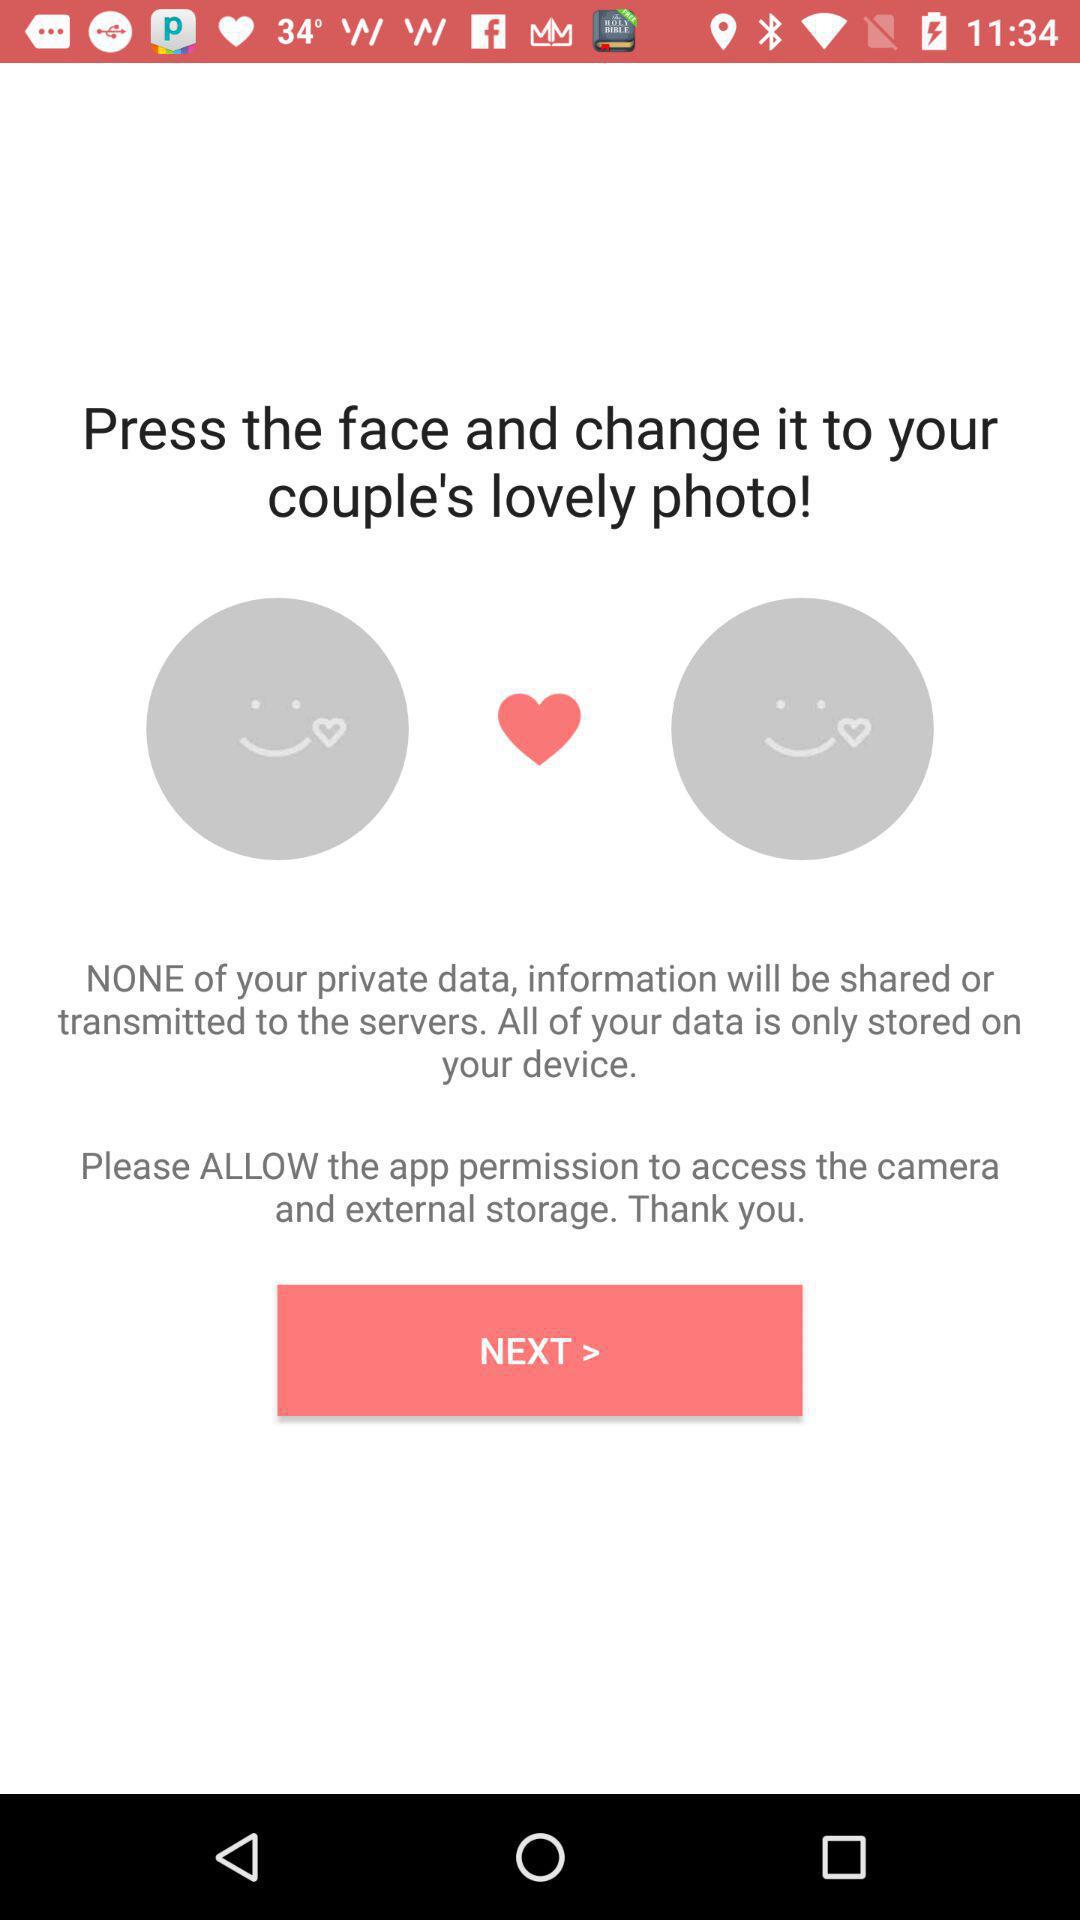 34° 11:34
Press the face and change it to your
couple's lovely photo!
NONE of your private data, information will be shared or
transmitted to the servers. All of your data is only stored on
your device.
Please ALLOW the app permission to access the camera
and external storage. Thank you.
NEXT >